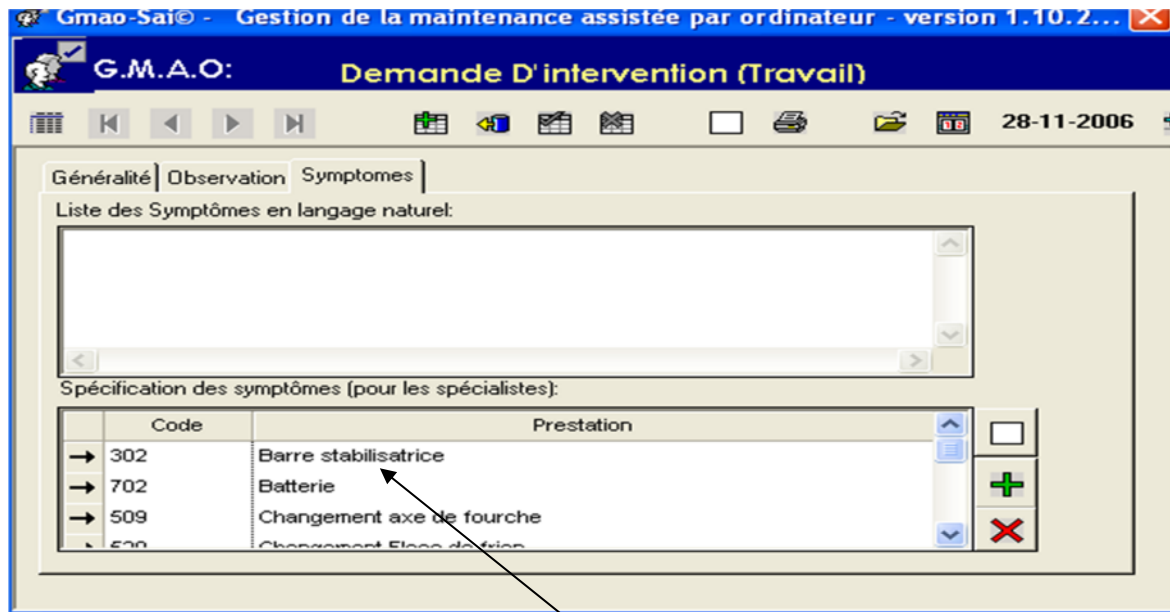 Gmao-Sai© - Gestion de la maintenance assistée par ordinateur - version 1.10.2...
G.M.A.O: Demande D'intervention (Travail)
28-11-2006
Généralité Observation Symptomes
Liste des Symptômes en langage naturel:
Spécification des symptômes (pour les spécialistes):
Code Prestation
302 Barre stabilisatrice
702 Batterie
509 Changement axe de fourche
Changement